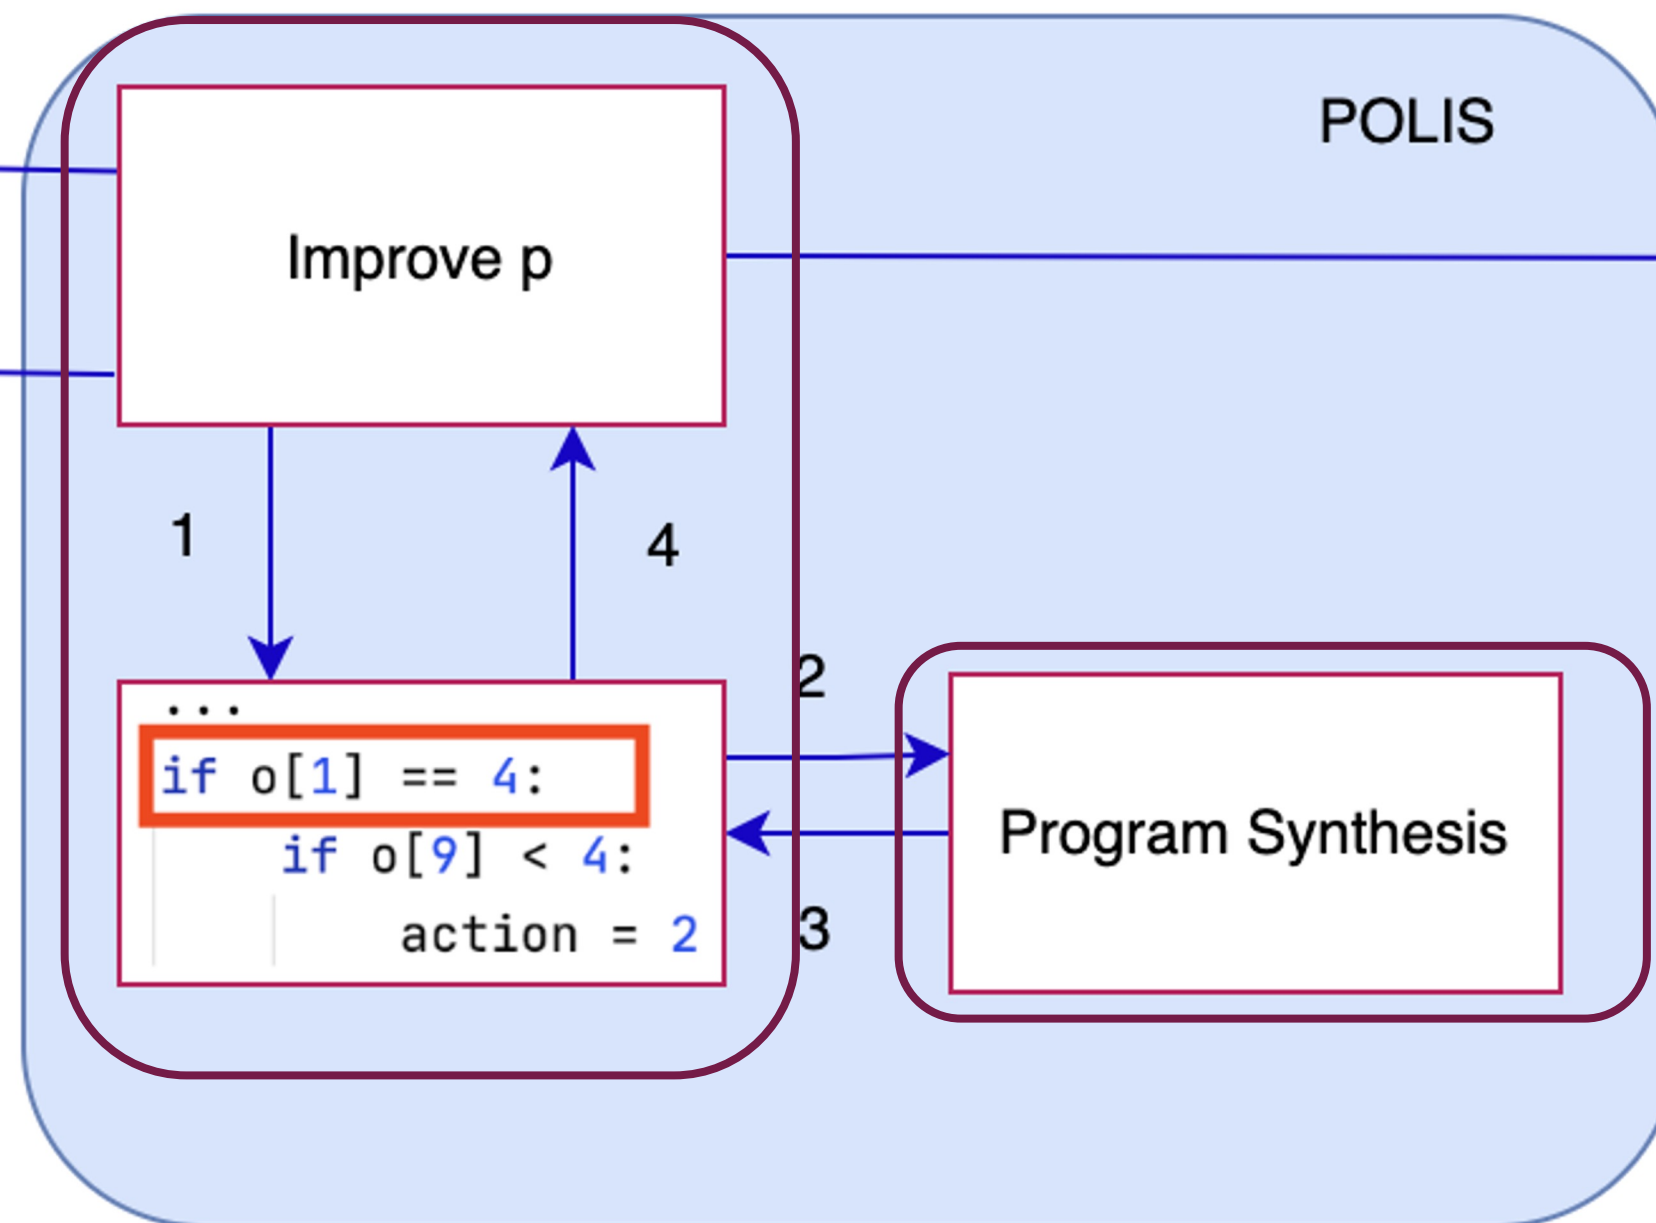 POLIS
Improve p
1
4
2
...
if o[1] == 4:
if o[9] < 4:
action = 2
Program Synthesis
3